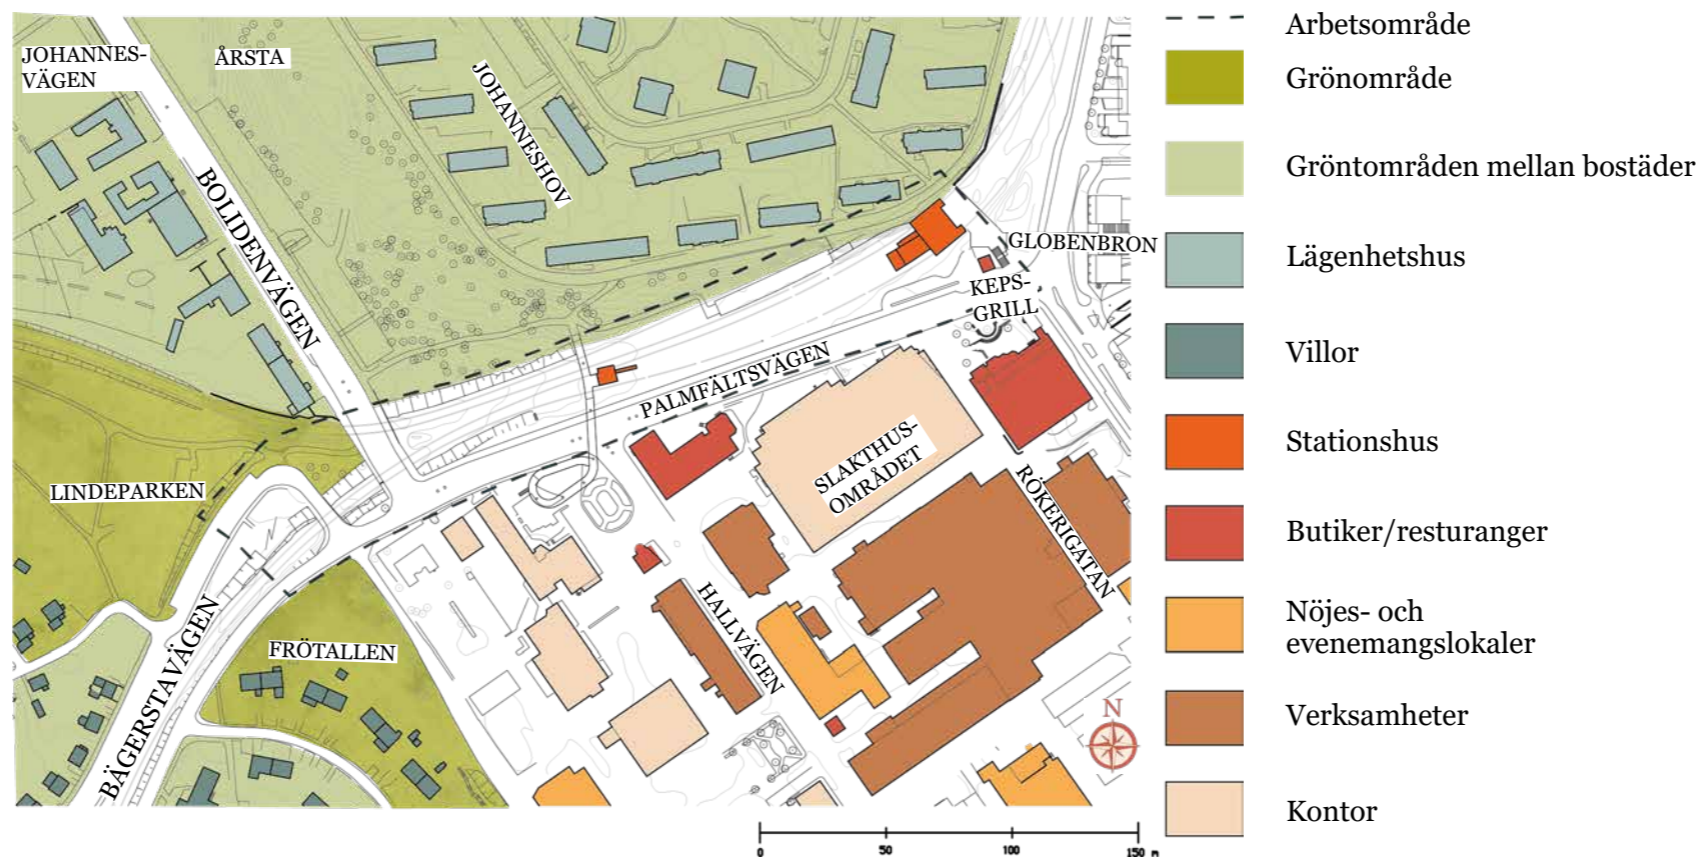 JOHANNES-
VÄGEN
ÅRSTA
JOHANNESHOV
BOLIDENVÄGEN
GLOBENBRON
KEPS-
GRILL
PALMFÄLTSVÄGEN
SLAKTHUS-
OMRÅDET
RÖKERIGATAN
LINDEPARKEN
HALLVÄGEN
FRÖTALLEN
BÄGERSTAVÄGEN
N
0 50 100 150 m
Arbetsområde
Grönområde
Gröntområden mellan bostäder
Lägenhetshus
Villor
Stationshus
Butiker/resturanger
Nöjes- och
evenemangslokaler
Verksamheter
Kontor